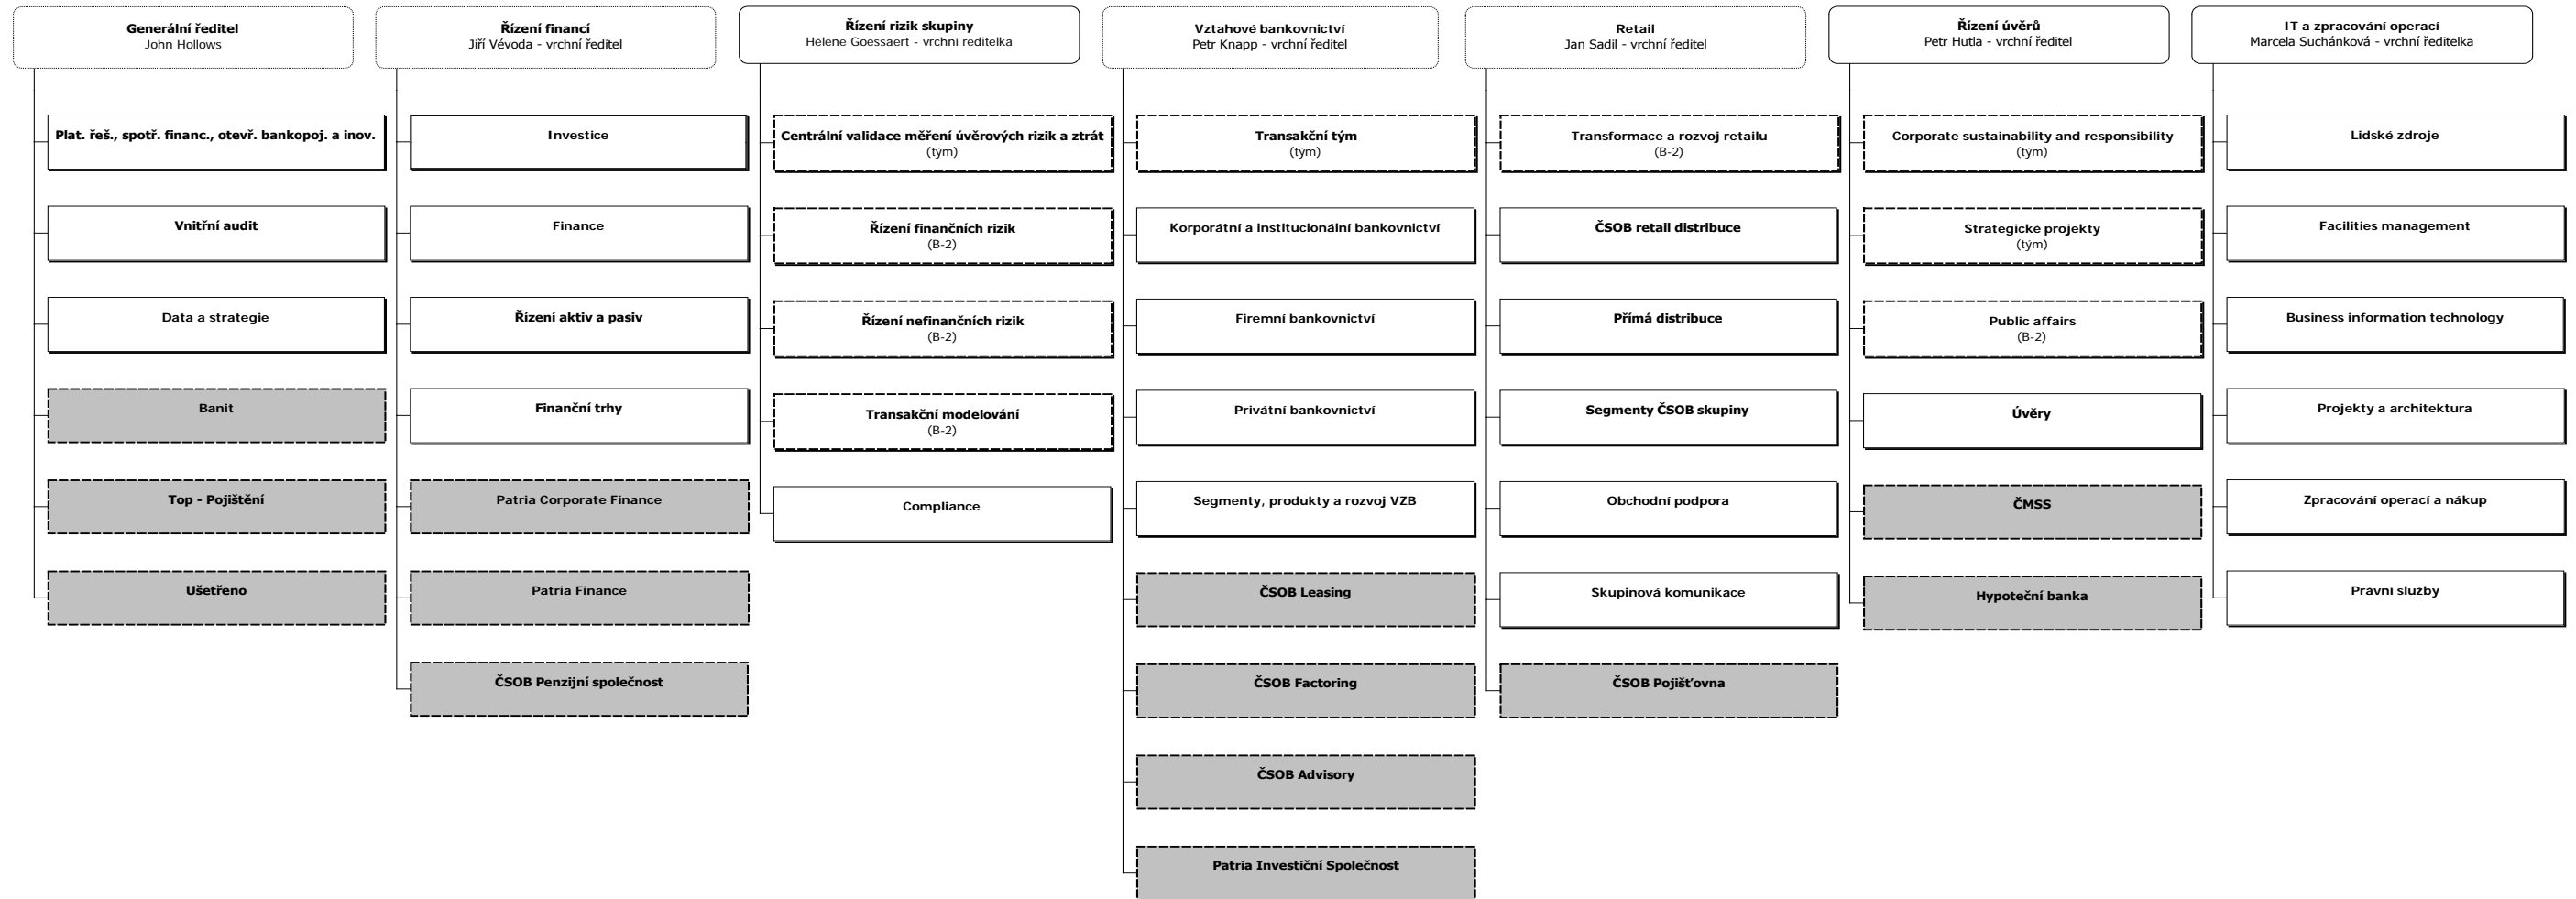 Generální ředitel
John Hollows
Plat. řeš., spotř. financ., otevř. bankopoj. a inov.
Vnitřní audit
Data a strategie
Banit
Top - Pojištění
Ušetřeno
Řízení financí
Jiří Vévoda - vrchní ředitel
Investice
Finance
Řízení aktiv a pasiv
Finanční trhy
Patria Corporate Finance
Patria Finance
ČSOB Penzijní společnost
Řízení rizik skupiny
Hélène Goessaert - vrchní reditelka
Centrální validace měření úvěrových rizik a ztrát
(tým)
Řízení finančních rizik
(B-2)
Řízení nefinančních rizik
(B-2)
Transakční modelování
(B-2)
Compliance
Vztahové bankovnictví
Petr Knapp - vrchní ředitel
Transakční tým
(tým)
Korporátní a institucionální bankovnictví
Firemní bankovnictví
Privátní bankovnictví
Segmenty, produkty a rozvoj VZB
ČSOB Leasing
ČSOB Factoring
ČSOB Advisory
Patria Investiční Společnost
Retail
Jan Sadil - vrchní ředitel
Transformace a rozvoj retailu
(B-2)
ČSOB retail distribuce
Přímá distribuce
Segmenty ČSOB skupiny
Obchodní podpora
Skupinová komunikace
ČSOB Pojišťovna
Řízení úvěrů
Petr Hutla - vrchní ředitel
Corporate sustainability and responsibility
(tým)
Strategické projekty
(tým)
Public affairs
(B-2)
Úvěry
ČMSS
Hypoteční banka
IT a zpracování operací
Marcela Suchánková - vrchní ředitelka
Lidské zdroje
Facilities management
Business information technology
Projekty a architektura
Zpracování operací a nákup
Právní služby